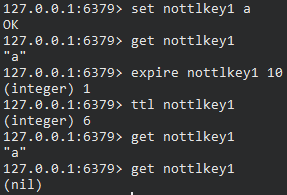 127.0.0.1:6379> set nottlkey1 a
OK
127.0.0.1:6379> get nottlkey1
"a"
127.0.0.1:6379> expire nottlkey1 10
(integer) 1
127.0.0.1:6379> ttl nottlkey1
(integer) 6
127.0.0.1:6379> get nottlkey1
"a"
127.0.0.1:6379> get nottlkey1
(nil)